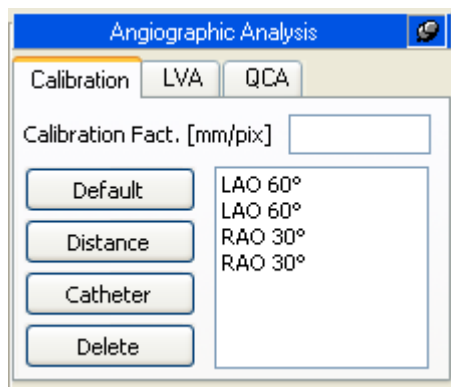 Angiographic Analysis
Calibration LVA QCA
Calibration Fact. [mm/pix]
Default
Distance
Catheter
Delete
LAO 60°
LAO 60°
RAO 30°
RAO 30°